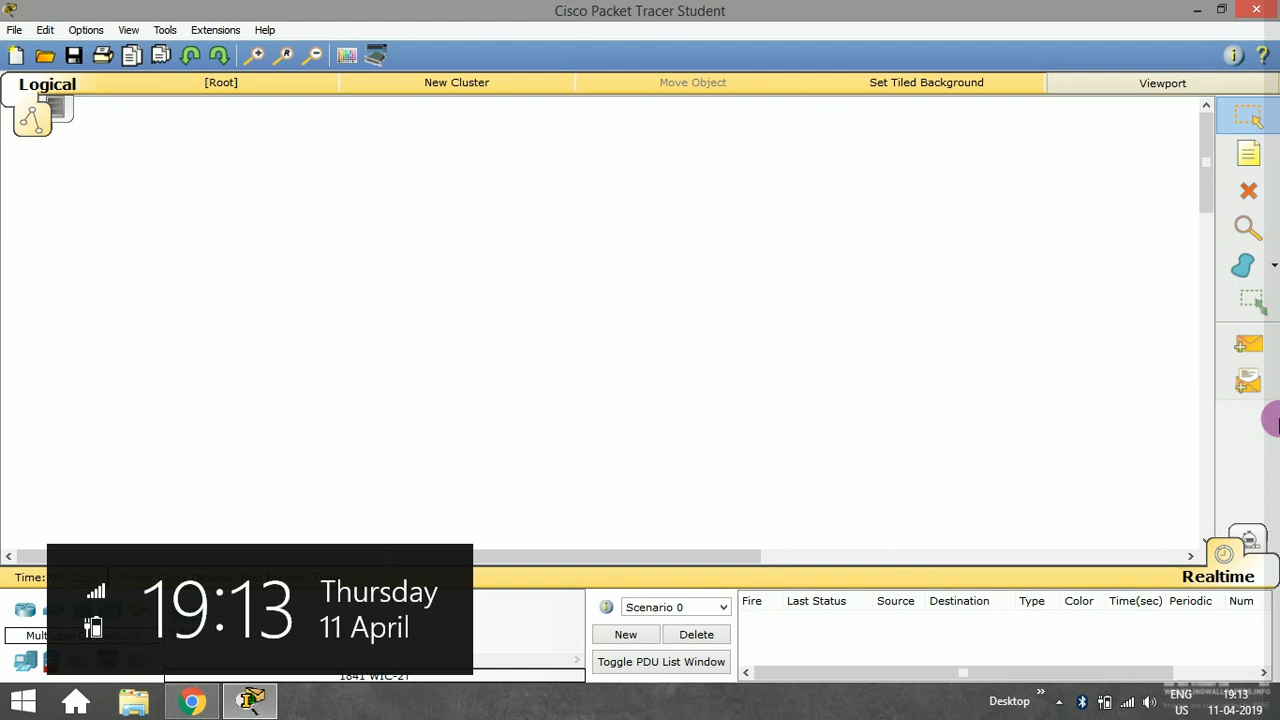 Cisco Packet Tracer Student
File Edit Options View Tools Extensions Help
Logical [Root] New Cluster Move Object Set Tiled Background Viewport
Time:
Realtime
19:13
Thursday
11 April
Scenario 0
New Delete
Toggle PDU List Window
Fire Last Status Source Destination Type Color Time(sec) Periodic Num
Desktop
ENG
US
19:13
11-04-2019